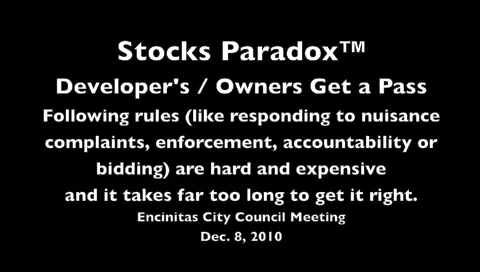 Stocks Paradox™
Developer's / Owners Get a Pass
Following rules (like responding to nuisance
complaints, enforcement, accountability or
bidding) are hard and expensive
and it takes far too long to get it right.
Encinitas City Council Meeting
Dec. 8, 2010